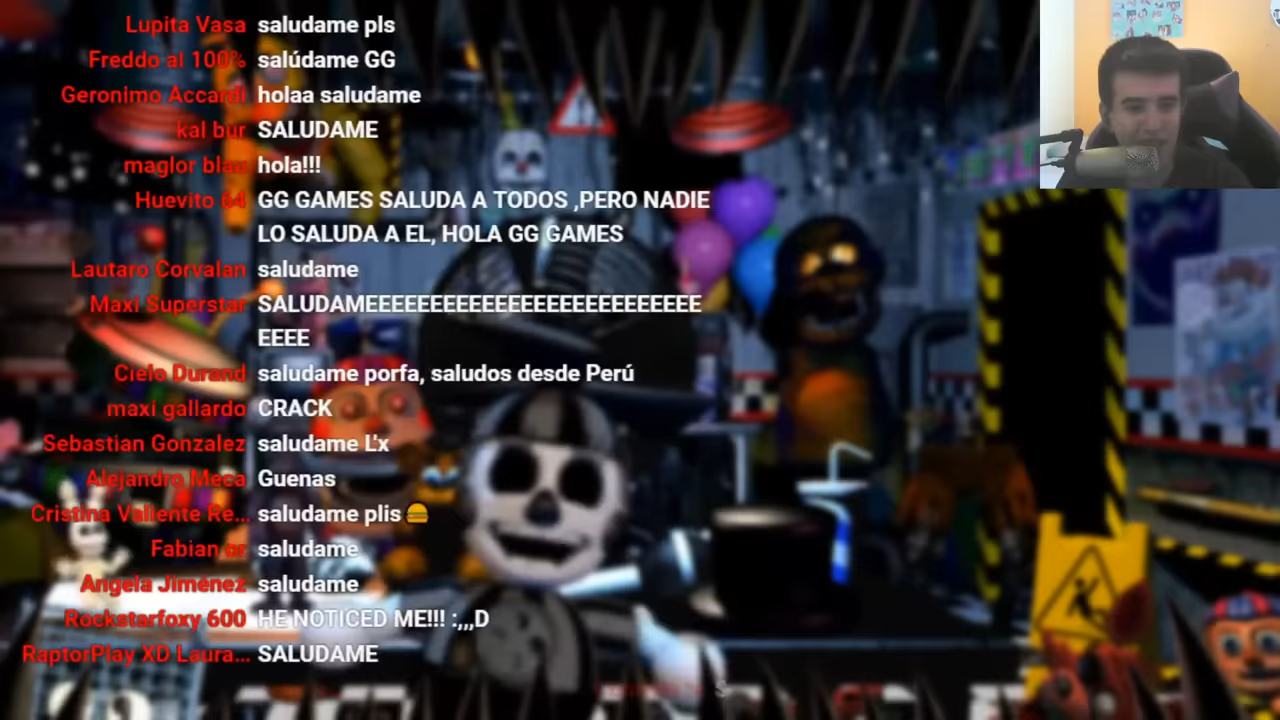 Lupita Vasa saludame pls
Freddo al 100% salúdame GG
Geronimo Accardi holaa saludame
kal bur SALUDAME
maglor blau hola!!!
Huevito 64 GG GAMES SALUDA A TODOS ,PERO NADIE
LO SALUDA A EL, HOLA GG GAMES
Lautaro Corvalan saludame
Maxi Superstar SALUDAMEEEEEEEEEEEEEEEEEEEEEEEEEE
EEEE
Cielo Durand saludame porfa, saludos desde Perú
maxi gallardo CRACK
Sebastian Gonzalez saludame L'x
Alejandro Meca Guenas
Cristina Valiente Re... saludame plis🍔
Fabian or saludame
Angela Jiménez saludame
Rockstarfoxy 600 HE NOTICED ME!!! :,,,D
RaptorPlay XD Laura... SALUDAME